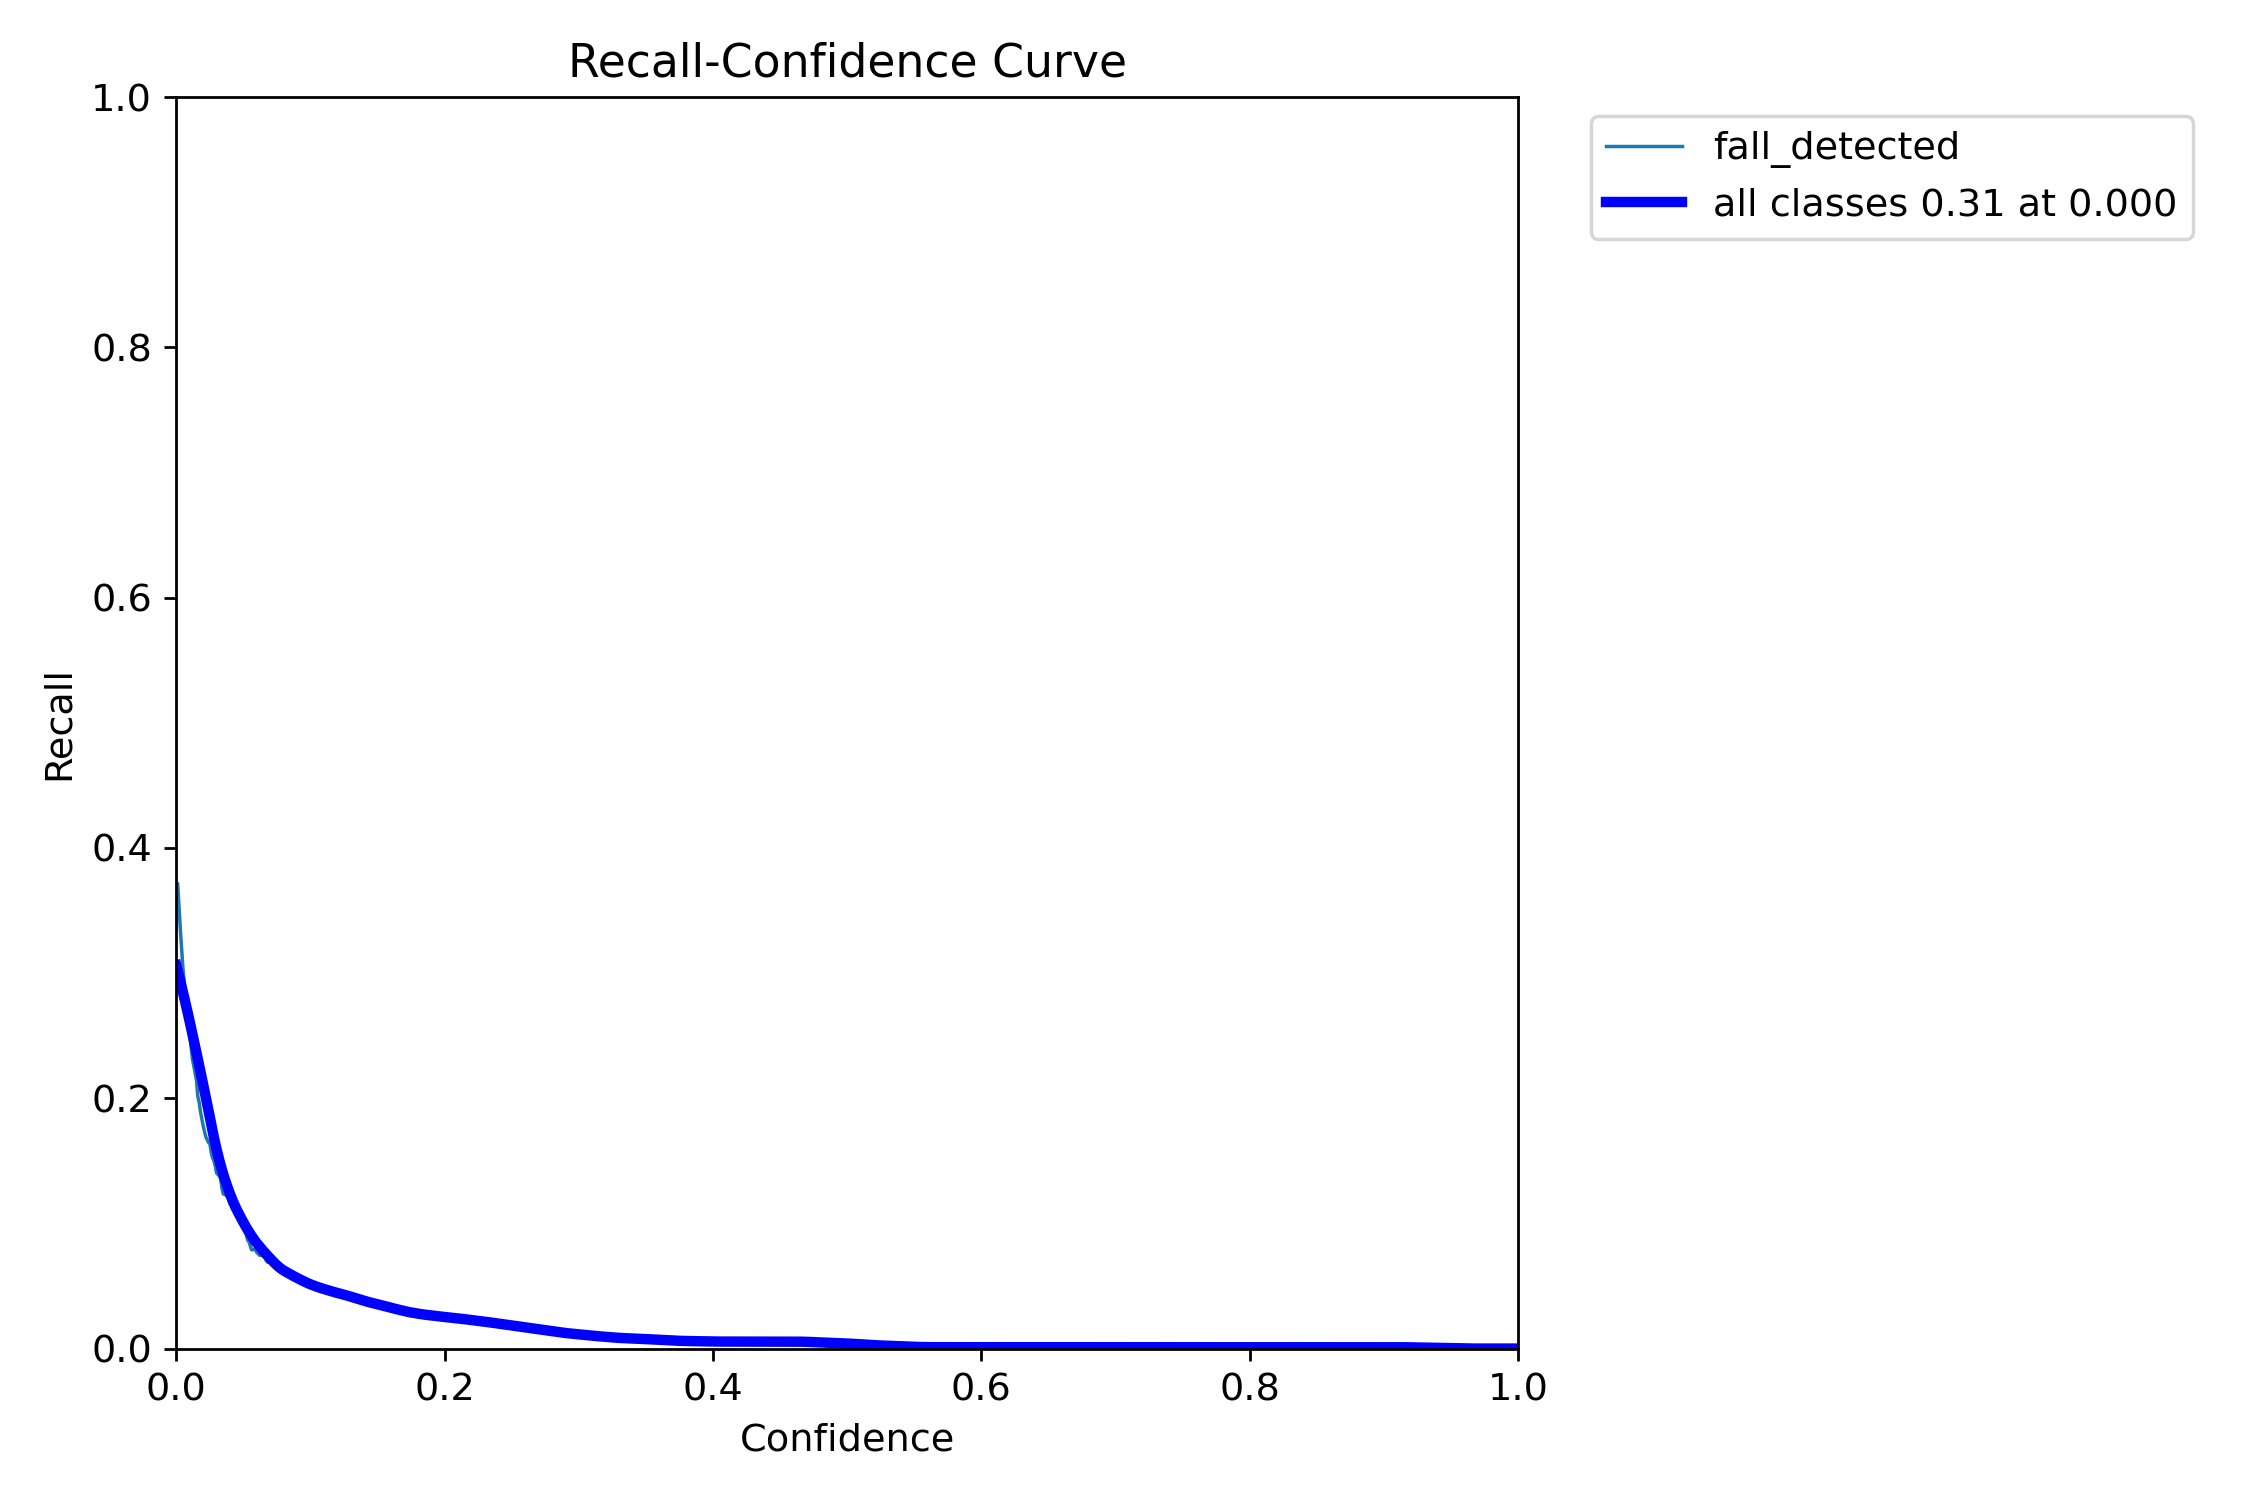 Recall-Confidence Curve
1.0
0.8
0.6
0.4
0.2
0.0
Recall
0.0 0.2 0.4 0.6 0.8 1.0
Confidence
fall_detected
all classes 0.31 at 0.000